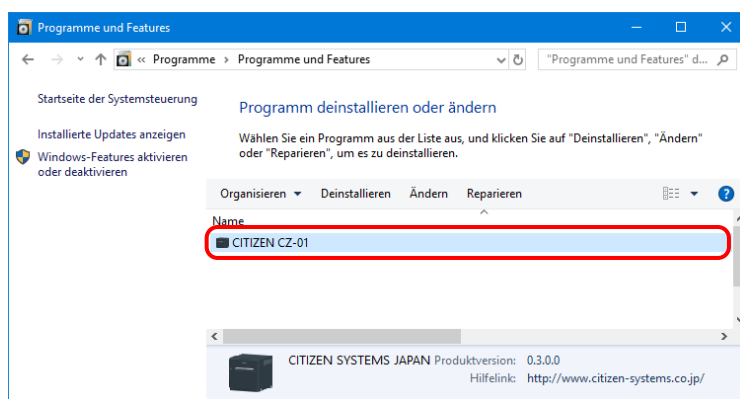 Programme und Features
« Programme > Programme und Features
"Programme und Features" d...
Startseite der Systemsteuerung
Installierte Updates anzeigen
Windows-Features aktivieren
oder deaktivieren
Programm deinstallieren oder ändern
Wählen Sie ein Programm aus der Liste aus, und klicken Sie auf "Deinstallieren", "Ändern"
oder "Reparieren", um es zu deinstallieren.
Organisieren Deinstallieren Ändern Reparieren
Name
CITIZEN CZ-01
CITIZEN SYSTEMS JAPAN Produktversion: 0.3.0.0
Hilfelink: http://www.citizen-systems.co.jp/